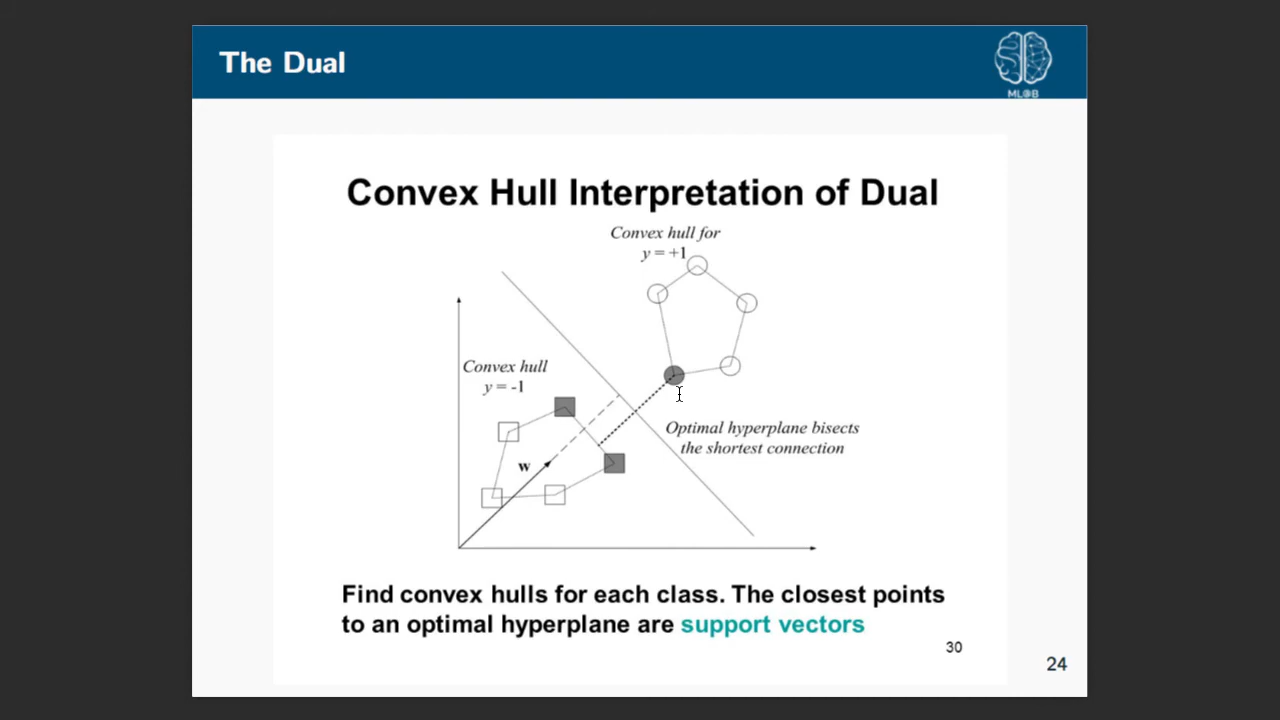 The Dual
ML@B
Convex Hull Interpretation of Dual
Convex hull for
y = +1
Convex hull
y = -1
w
Optimal hyperplane bisects
the shortest connection
Find convex hulls for each class. The closest points
to an optimal hyperplane are support vectors
30
24